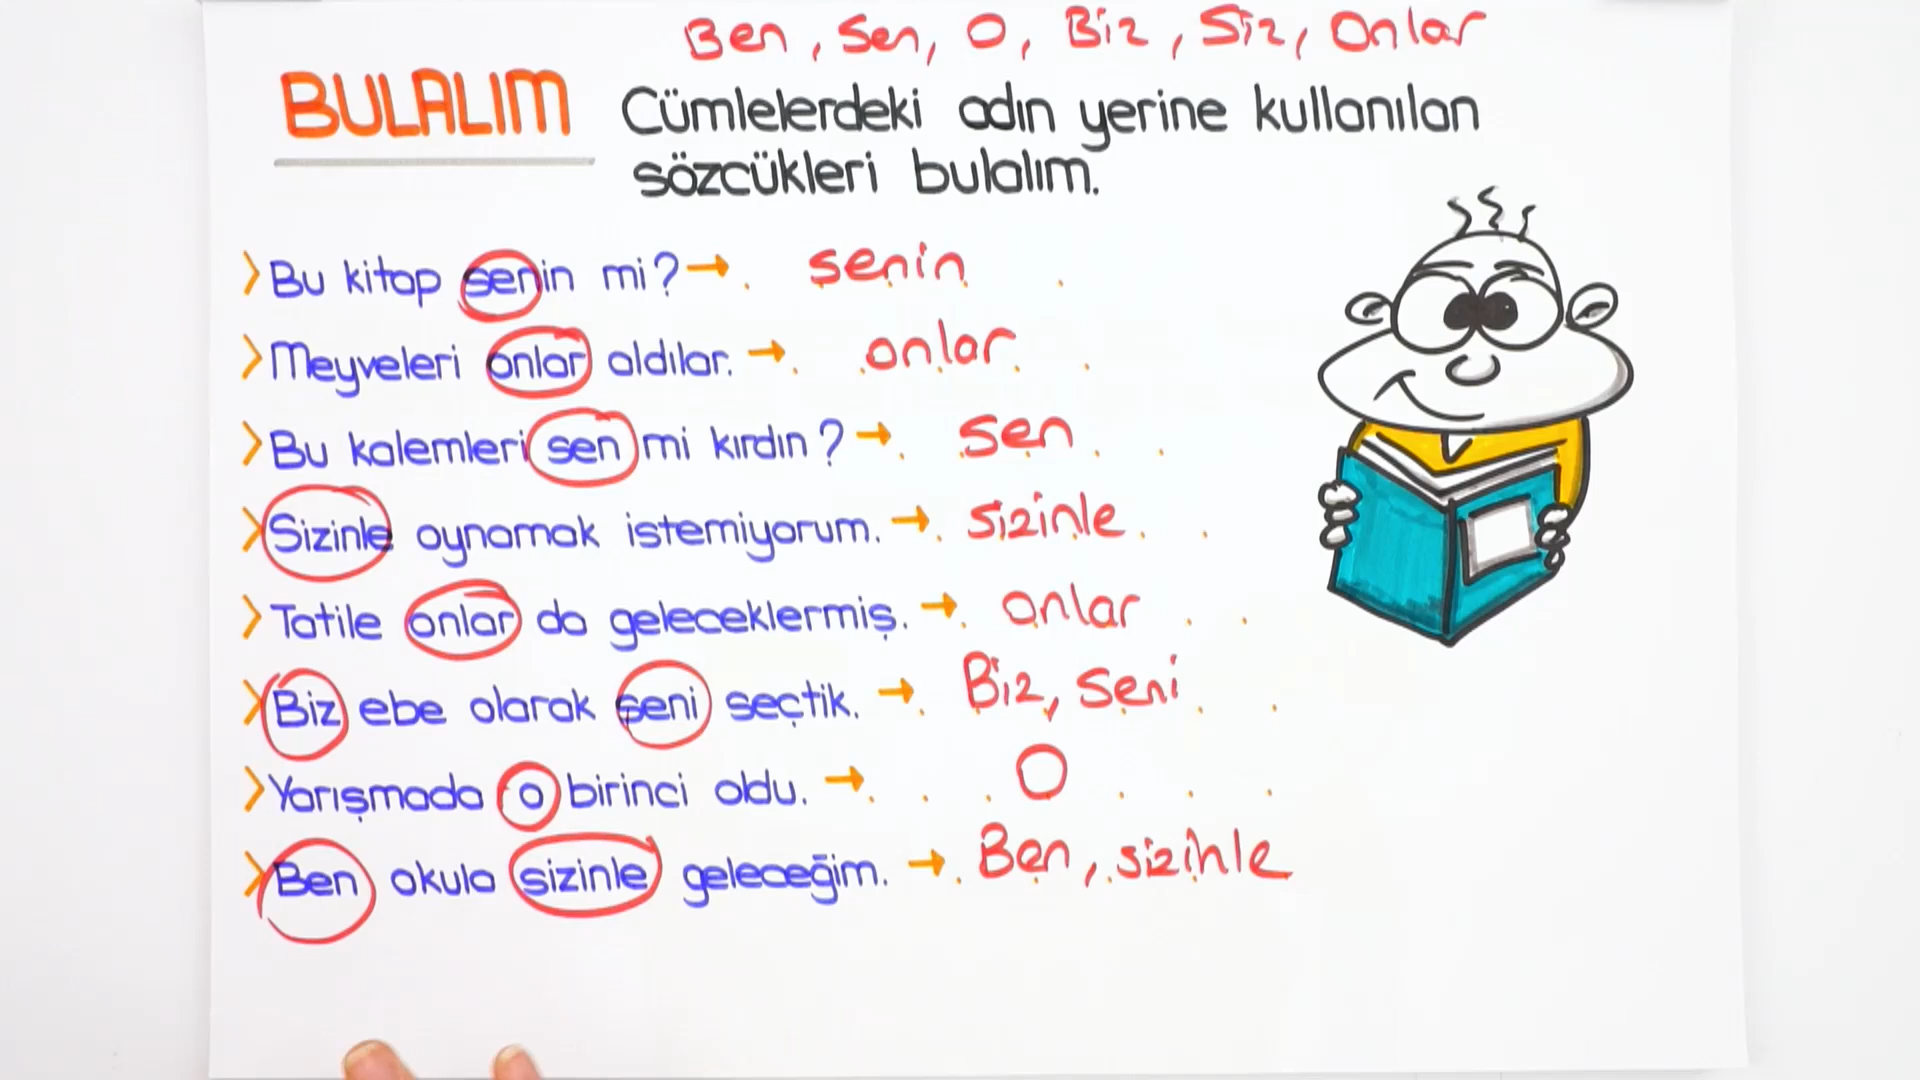 Ben, Sen, O, Biz, Siz, Onlar
BULALIM Cümlelerdeki adın yerine kullanılan
sözcükleri bulalım.
Bu kitap senin mi? → senin
Meyveleri onlar aldılar. → onlar
Bu kalemleri sen mi kırdın? → sen
Sizinle oynamak istemiyorum. → sizinle
Tatile onlar da geleceklermiş. → onlar
Biz ebe olarak seni seçtik. → Biz, seni
Yarışmada o birinci oldu. → O
Ben okula sizinle geleceğim. → Ben, sizinle